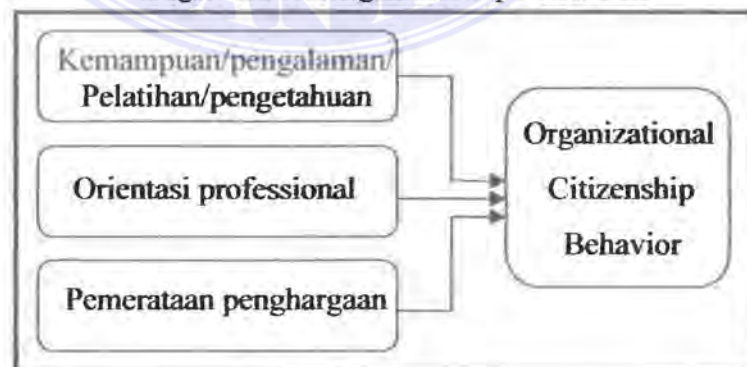 Kemampuan/pengalaman/
Pelatihan/pengetahuan
Orientasi professional
Pemerataan penghargaan
Organizational
Citizenship
Behavior